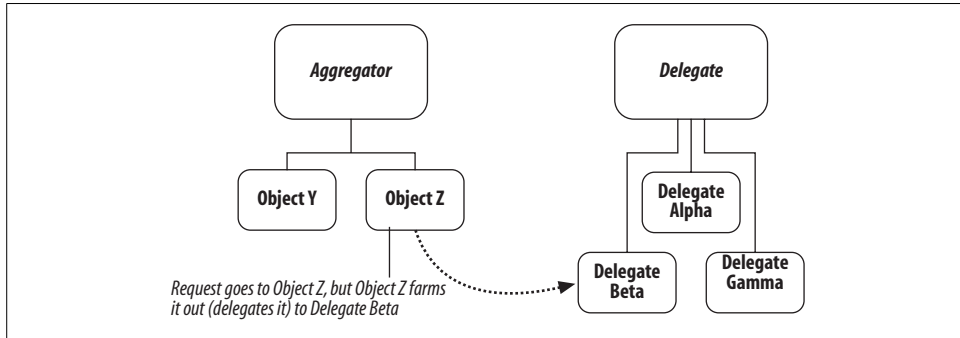 Aggregator
Delegate
Object Y
Object Z
Delegate
Alpha
Delegate
Beta
Delegate
Gamma
Request goes to Object Z, but Object Z farms
it out (delegates it) to Delegate Beta